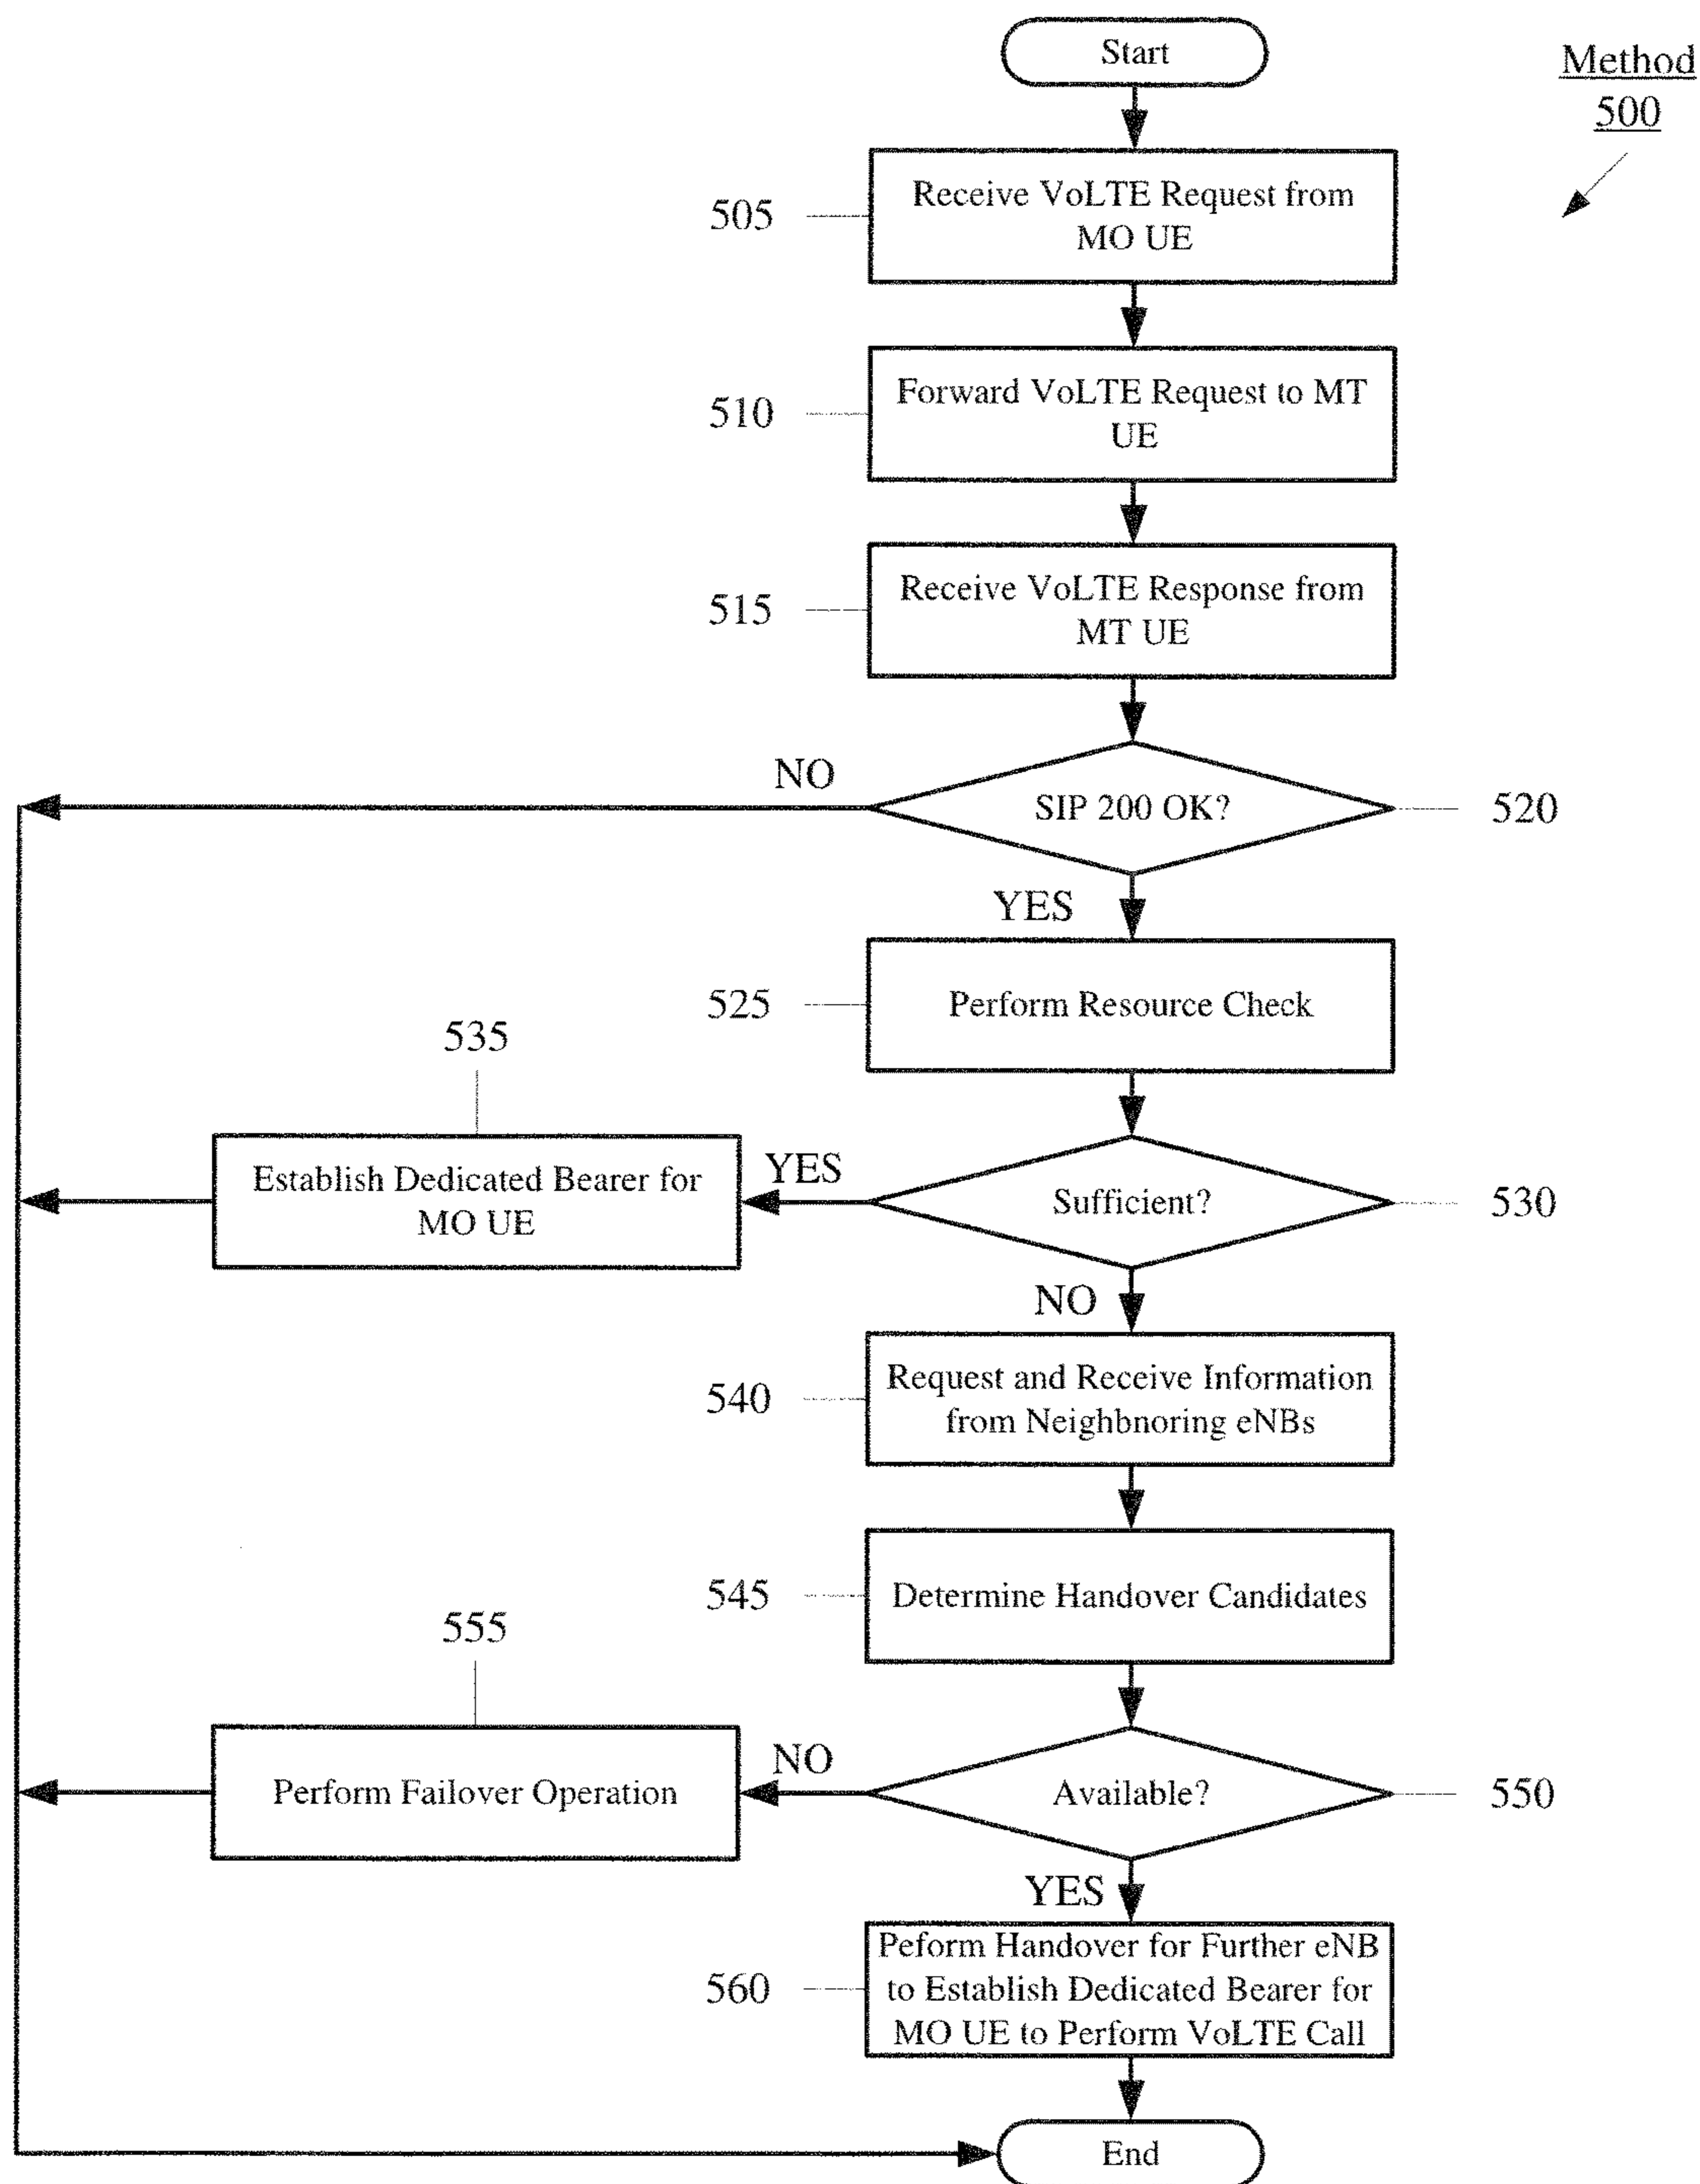 Start
Method
500
505
Receive VoLTE Request from
MO UE
510
Forward VoLTE Request to MT
UE
515
Receive VoLTE Response from
MT UE
NO
SIP 200 OK?
520
YES
525
Perform Resource Check
535
Establish Dedicated Bearer for
MO UE
YES
Sufficient?
530
NO
540
Request and Receive Information
from Neighbnoring eNBs
545
Determine Handover Candidates
555
Perform Failover Operation
NO
Available?
550
YES
560
Peform Handover for Further eNB
to Establish Dedicated Bearer for
MO UE to Perform VoLTE Call
End